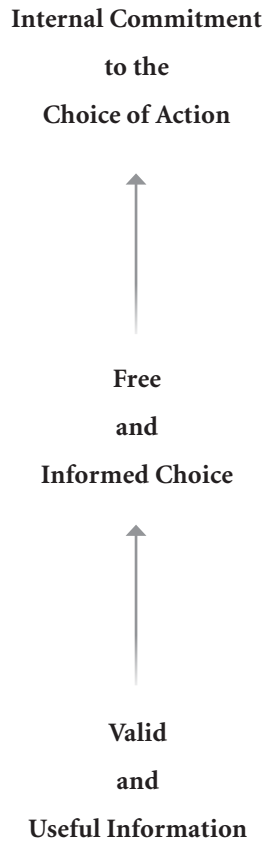 Internal Commitment
to the
Choice of Action
Free
and
Informed Choice
Valid
and
Useful Information